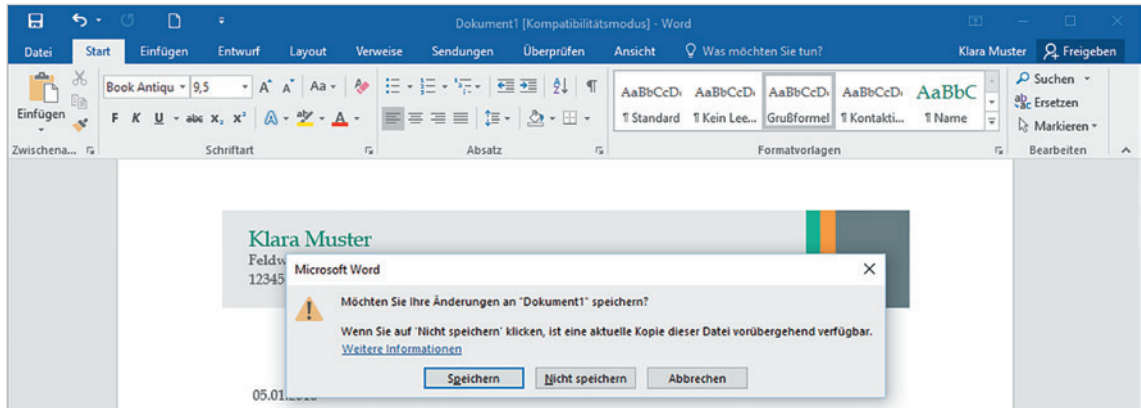 Dokument1 [Kompatibilitätsmodus] - Word
Datei Start Einfügen Entwurf Layout Verweise Sendungen Überprüfen Ansicht Was möchten Sie tun? Klara Muster Freigeben
Einfügen
Book Antiqu 9,5 A A Aa
F K U abc x₂ x² A aby A
AaBbCcDı AaBbCcDı AaBbCcDı AaBbCcDı AaBbC
¶ Standard ¶ Kein Lee... Grußformel ¶ Kontakti... ¶ Name
Suchen
Ersetzen
Markieren
Zwischena... Schriftart Absatz Formatvorlagen Bearbeiten
Klara Muster
12345
Microsoft Word
Möchten Sie Ihre Änderungen an "Dokument1" speichern?
Wenn Sie auf 'Nicht speichern' klicken, ist eine aktuelle Kopie dieser Datei vorübergehend verfügbar.
Weitere Informationen
Speichern Nicht speichern Abbrechen